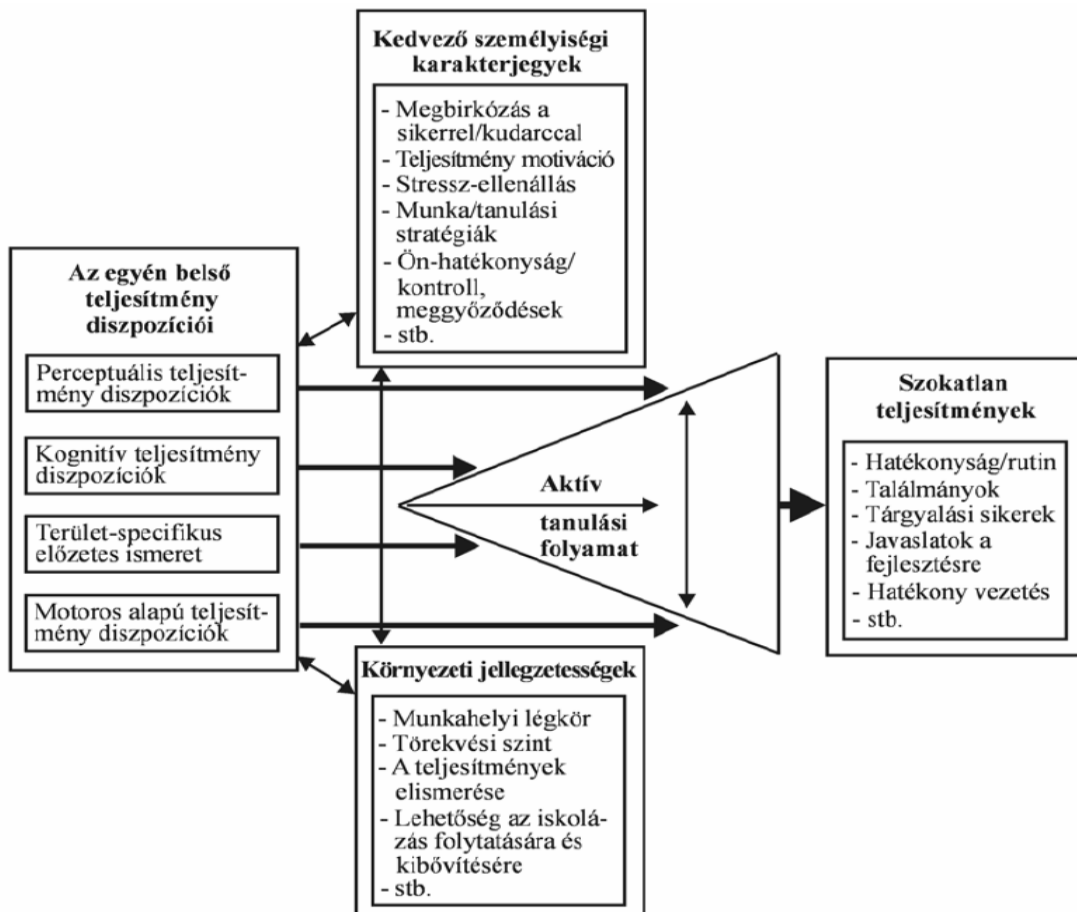 Kedvező személyiségi
karakterjegyek
- Megbirkózás a
sikerrel/kudarccal
- Teljesítmény motiváció
- Stressz-ellenállás
- Munka/tanulási
stratégiák
- Ön-hatékonyság/
kontroll,
meggyőződések
- stb.
Az egyén belső
teljesítmény
diszpozíciói
Perceptuális teljesít-
mény diszpozíciók
Kognitív teljesítmény
diszpozíciók
Terület-specifikus
előzetes ismeret
Motoros alapú teljesít-
mény diszpozíciók
Aktív
tanulási
folyamat
Szokatlan
teljesítmények
- Hatékonyság/rutin
- Találmányok
- Tárgyalási sikerek
- Javaslatok a
fejlesztésre
- Hatékony vezetés
- stb.
Környezeti jellegzetességek
- Munkahelyi légkör
- Törekvési szint
- A teljesítmények
elismerése
- Lehetőség az iskolá-
zás folytatására és
kibővítésére
- stb.